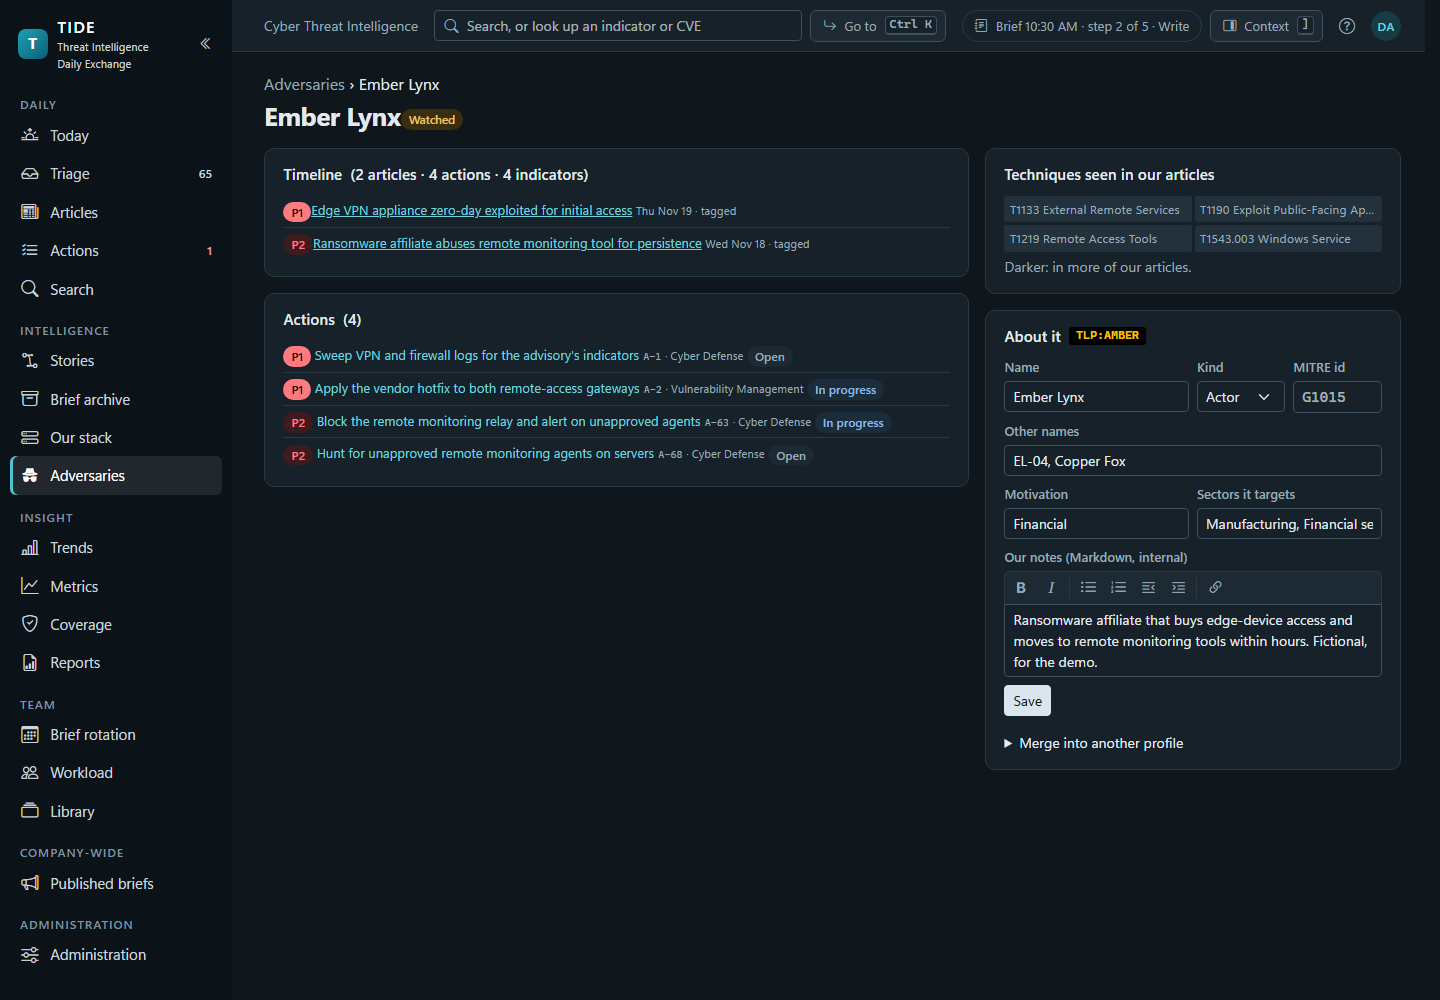 T
TIDE
Threat Intelligence
Daily Exchange
DAILY
Today
Triage 65
Articles
Actions 1
Search
INTELLIGENCE
Stories
Brief archive
Our stack
Adversaries
INSIGHT
Trends
Metrics
Coverage
Reports
TEAM
Brief rotation
Workload
Library
COMPANY-WIDE
Published briefs
ADMINISTRATION
Administration
Cyber Threat Intelligence
Search, or look up an indicator or CVE
Go to Ctrl K
Brief 10:30 AM · step 2 of 5 · Write
Context ]
?
DA
Adversaries › Ember Lynx
Ember Lynx Watched
Timeline (2 articles · 4 actions · 4 indicators)
P1 Edge VPN appliance zero-day exploited for initial access Thu Nov 19 · tagged
P2 Ransomware affiliate abuses remote monitoring tool for persistence Wed Nov 18 · tagged
Actions (4)
P1 Sweep VPN and firewall logs for the advisory's indicators A-1 · Cyber Defense Open
P1 Apply the vendor hotfix to both remote-access gateways A-2 · Vulnerability Management In progress
P2 Block the remote monitoring relay and alert on unapproved agents A-63 · Cyber Defense In progress
P2 Hunt for unapproved remote monitoring agents on servers A-68 · Cyber Defense Open
Techniques seen in our articles
T1133 External Remote Services T1190 Exploit Public-Facing Ap...
T1219 Remote Access Tools T1543.003 Windows Service
Darker: in more of our articles.
About it TLP:AMBER
Name Kind MITRE id
Ember Lynx Actor G1015
Other names
EL-04, Copper Fox
Motivation Sectors it targets
Financial Manufacturing, Financial se
Our notes (Markdown, internal)
B I
Ransomware affiliate that buys edge-device access and
moves to remote monitoring tools within hours. Fictional,
for the demo.
Save
Merge into another profile